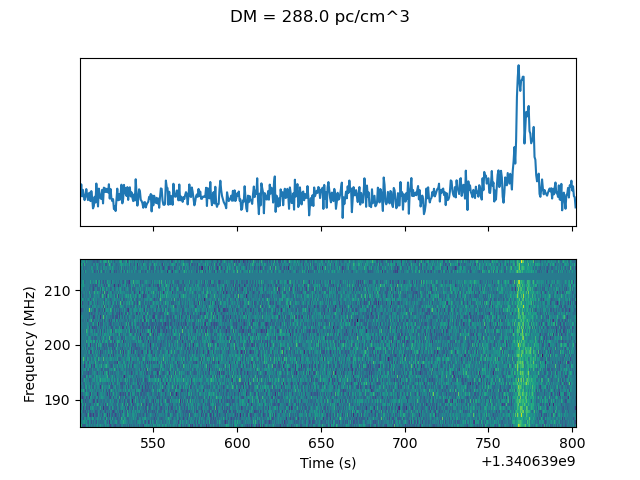 DM = 288.0 pc/cm^3
210
200
190
Frequency (MHz)
550 600 650 700 750 800
Time (s)
+1.340639e9